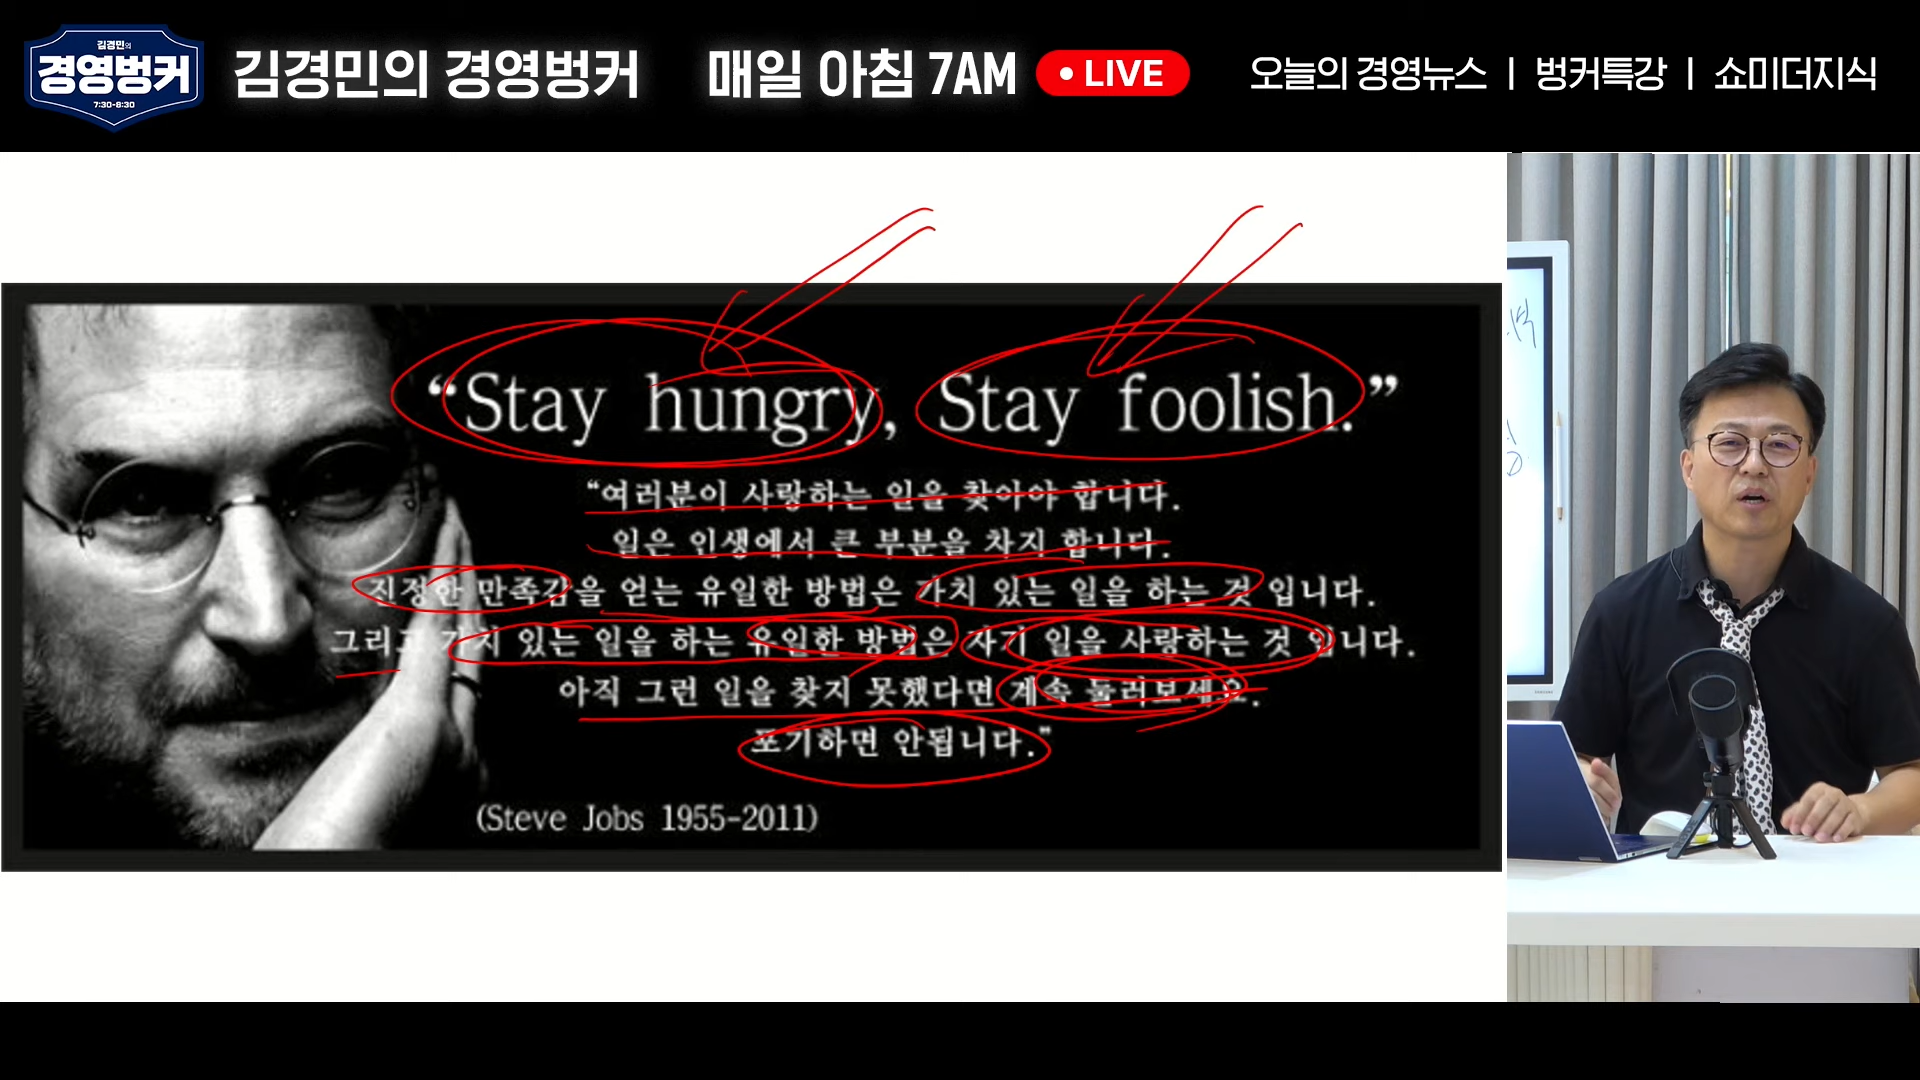 김경민의
경영벙커
7:30-8:30
김경민의 경영벙커 매일 아침 7AM LIVE 오늘의 경영뉴스 | 벙커특강 | 쇼미더지식
“Stay hungry, Stay foolish.”
“여러분이 사랑하는 일을 찾아야 합니다.
일은 인생에서 큰 부분을 차지 합니다.
진정한 만족감을 얻는 유일한 방법은 가치 있는 일을 하는 것 입니다.
그리고 가치 있는 일을 하는 유일한 방법은 자기 일을 사랑하는 것 입니다.
아직 그런 일을 찾지 못했다면 계속 둘러보세요.
포기하면 안됩니다.”
(Steve Jobs 1955-2011)